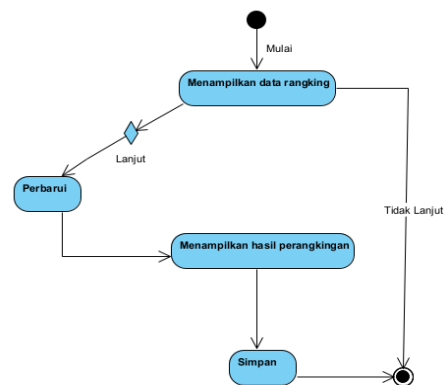 Mulai
Menampilkan data rangking
Lanjut
Perbarui
Tidak Lanjut
Menampilkan hasil perangkingan
Simpan